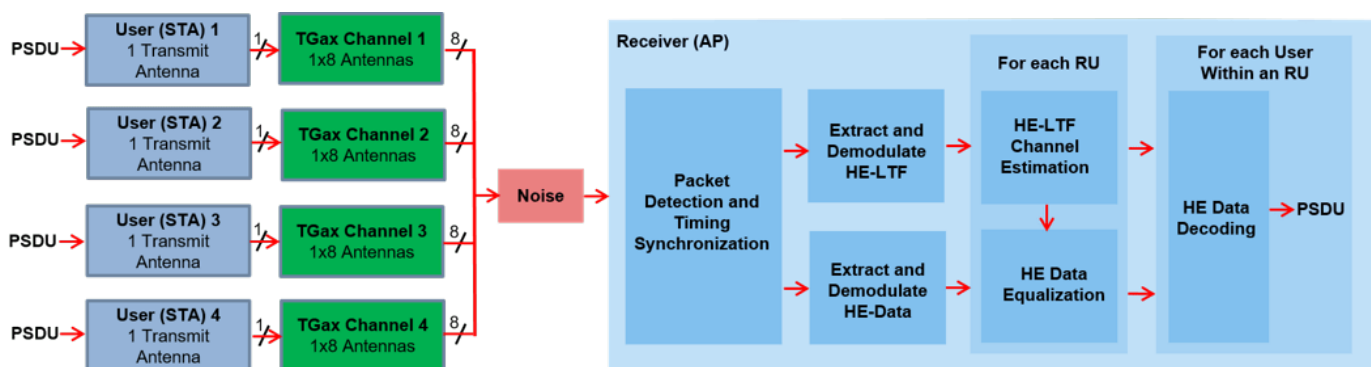 PSDU
User (STA) 1
1 Transmit
Antenna
1
TGax Channel 1
1x8 Antennas
8
PSDU
User (STA) 2
1 Transmit
Antenna
1
TGax Channel 2
1x8 Antennas
8
PSDU
User (STA) 3
1 Transmit
Antenna
1
TGax Channel 3
1x8 Antennas
8
PSDU
User (STA) 4
1 Transmit
Antenna
1
TGax Channel 4
1x8 Antennas
8
Noise
Receiver (AP)
Packet
Detection and
Timing
Synchronization
Extract and
Demodulate
HE-LTF
Extract and
Demodulate
HE-Data
For each RU
HE-LTF
Channel
Estimation
HE Data
Equalization
For each User
Within an RU
HE Data
Decoding
PSDU